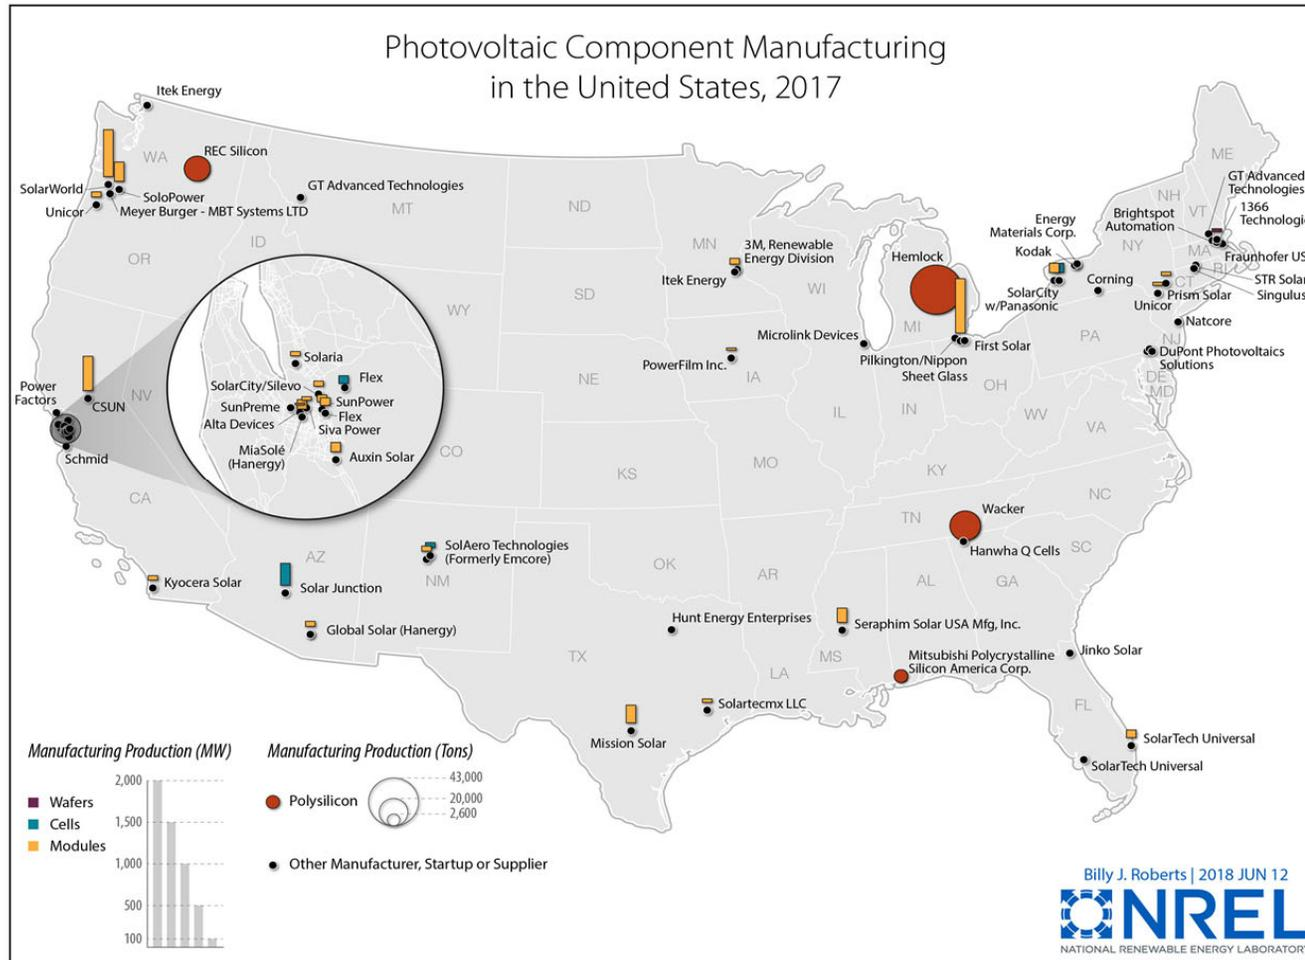 Photovoltaic Component Manufacturing
in the United States, 2017
Itek Energy
WA
REC Silicon
SolarWorld
SoloPower
Unicor
Meyer Burger - MBT Systems LTD
GT Advanced Technologies
MT
ND
OR
ID
MN
3M, Renewable
Energy Division
Itek Energy
WI
SD
WY
Hemlock
MI
Microlink Devices
Pilkington/Nippon
Sheet Glass
First Solar
PowerFilm Inc.
IA
NE
ME
NH
VT
GT Advanced
Technologies
1366
Brightspot
Automation
Energy
Materials Corp.
Kodak
NY
MA
RI
CT
Fraunhofer US
STR Solar
Singulus
SolarCity
w/Panasonic
Corning
Unicor
Prism Solar
Natcore
PA
NJ
DuPont Photovoltaics
Solutions
DE
MD
OH
IL
IN
WV
VA
Power
Factors
CSUN
NV
Schmid
CA
Solaria
SolarCity/Silevo
Flex
SunPreme
SunPower
Alta Devices
Flex
Siva Power
MiaSolé
(Hanergy)
Auxin Solar
CO
KS
MO
KY
NC
TN
Wacker
Hanwha Q Cells
SC
AZ
SolAero Technologies
(Formerly Emcore)
NM
OK
AR
AL
GA
Kyocera Solar
Solar Junction
Global Solar (Hanergy)
Hunt Energy Enterprises
Seraphim Solar USA Mfg, Inc.
TX
LA
MS
Mitsubishi Polycrystalline
Silicon America Corp.
Jinko Solar
FL
Solartecmx LLC
Mission Solar
SolarTech Universal
SolarTech Universal
Manufacturing Production (MW)
Wafers
Cells
Modules
2,000
1,500
1,000
500
100
Manufacturing Production (Tons)
Polysilicon
43,000
20,000
2,600
Other Manufacturer, Startup or Supplier
Billy J. Roberts | 2018 JUN 12
NREL
NATIONAL RENEWABLE ENERGY LABORATORY